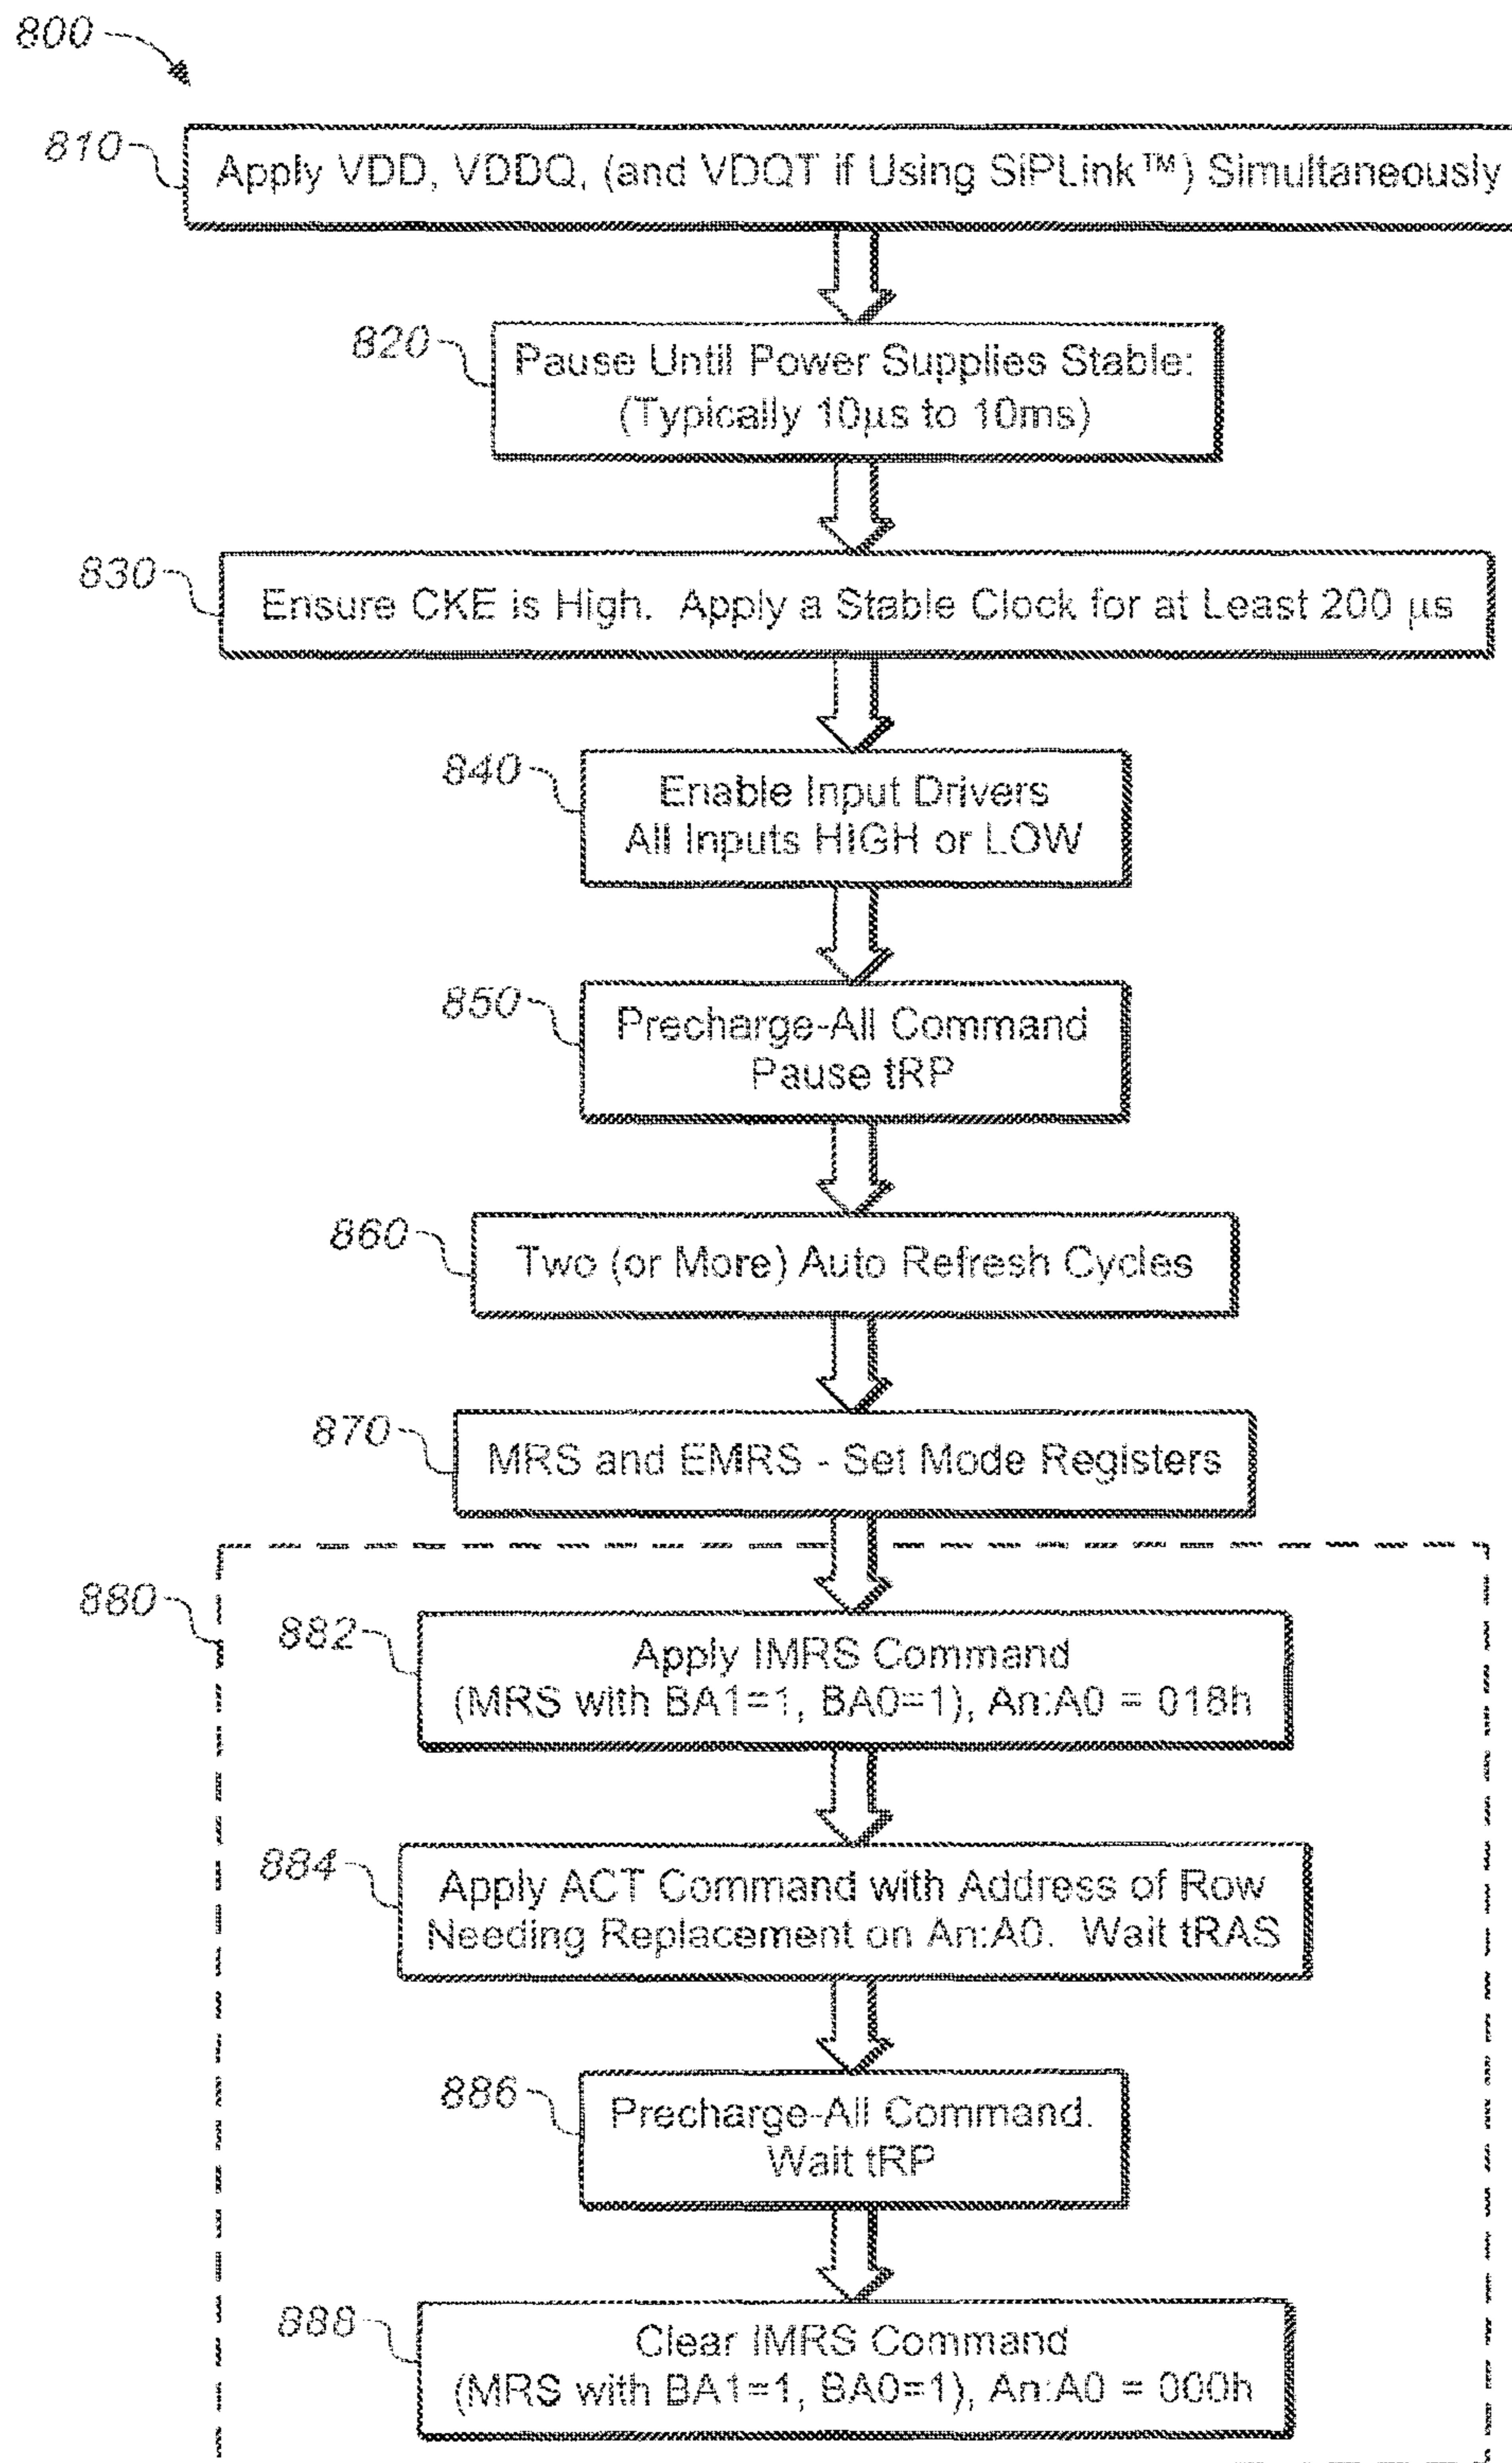 800
810
Apply VDD, VDDQ, (and VDQT if Using SiPLink™) Simultaneously
820
Pause Until Power Supplies Stable:
(Typically 10µs to 10ms)
830
Ensure CKE is High. Apply a Stable Clock for at Least 200 µs
840
Enable Input Drivers
All Inputs HIGH or LOW
850
Precharge-All Command
Pause tRP
860
Two (or More) Auto Refresh Cycles
870
MRS and EMRS - Set Mode Registers
880
882
Apply IMRS Command
(MRS with BA1=1, BA0=1), An:A0 = 018h
884
Apply ACT Command with Address of Row
Needing Replacement on An:A0. Wait tRAS
886
Precharge-All Command.
Wait tRP
888
Clear IMRS Command
(MRS with BA1=1, BA0=1), An:A0 = 000h